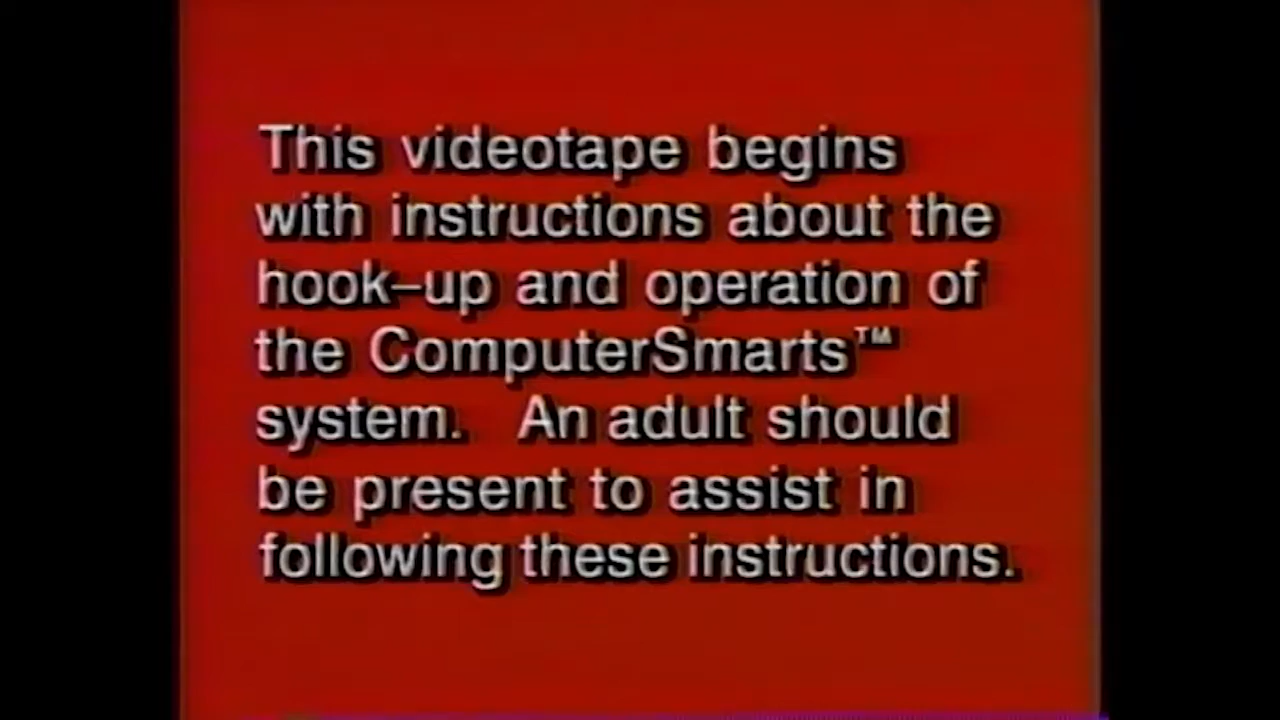 This videotape begins
with instructions about the
hook-up and operation of
the ComputerSmarts™
system. An adult should
be present to assist in
following these instructions.